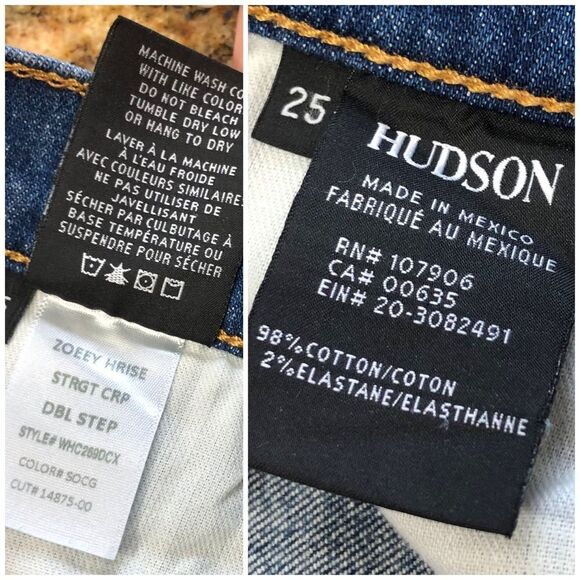 MACHINE WASH CO
WITH LIKE COLOR
DO NOT BLEACH
TUMBLE DRY LOW
OR HANG TO DRY
LAVER À LA MACHINE
À L'EAU FROIDE
AVEC COULEURS SIMILAIRE
NE PAS UTILISER DE
JAVELLISANT
SÉCHER PAR CULBUTAGE À
BASE TEMPÉRATURE OU
SUSPENDRE POUR SÉCHER
ZOEEY HRISE
STRGT CRP
DBL STEP
STYLE# WHC269DCX
COLOR# SOCG
CUT# 14875-00
25
HUDSON
MADE IN MEXICO
FABRIQUÉ AU MEXIQUE
RN# 107906
CA# 00635
EIN# 20-3082491
98%COTTON/COTON
2%ELASTANE/ELASTHANNE